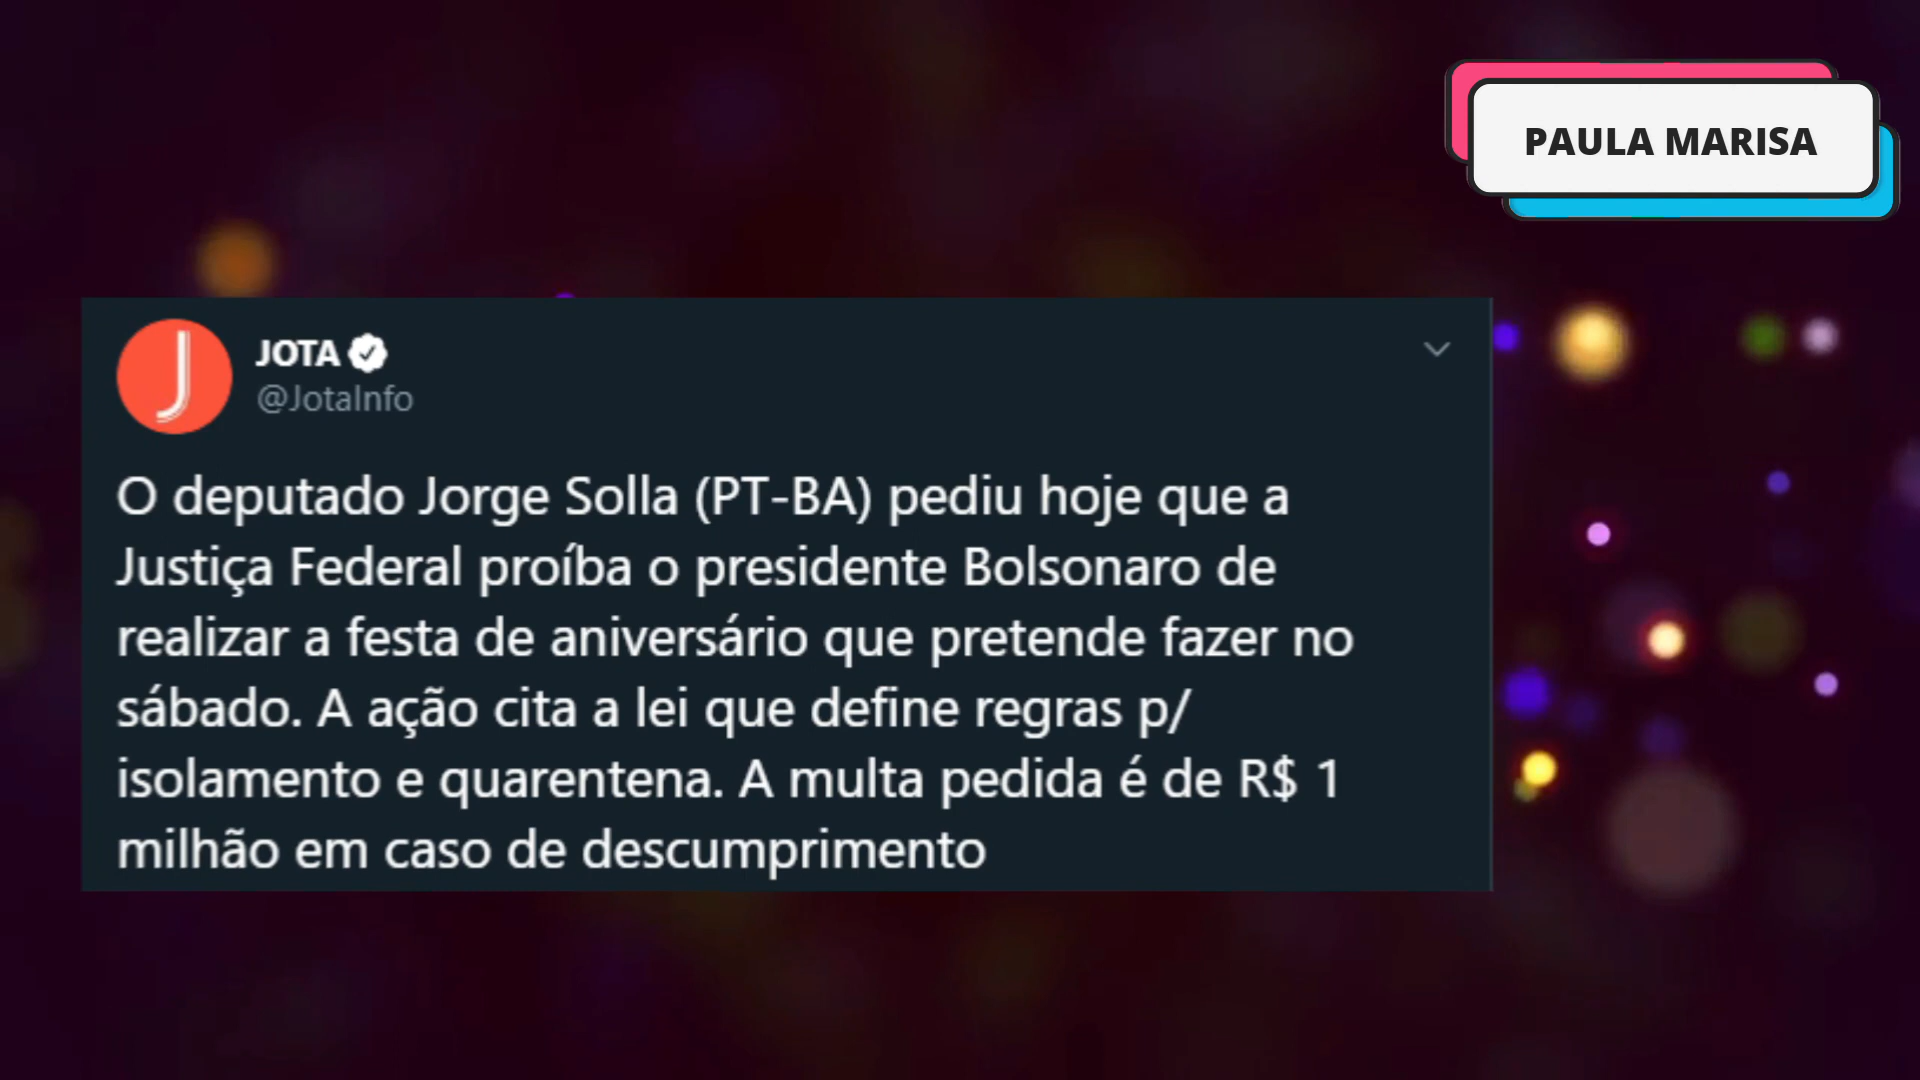 PAULA MARISA
JOTA
@JotaInfo
O deputado Jorge Solla (PT-BA) pediu hoje que a
Justiça Federal proíba o presidente Bolsonaro de
realizar a festa de aniversário que pretende fazer no
sábado. A ação cita a lei que define regras p/
isolamento e quarentena. A multa pedida é de R$ 1
milhão em caso de descumprimento